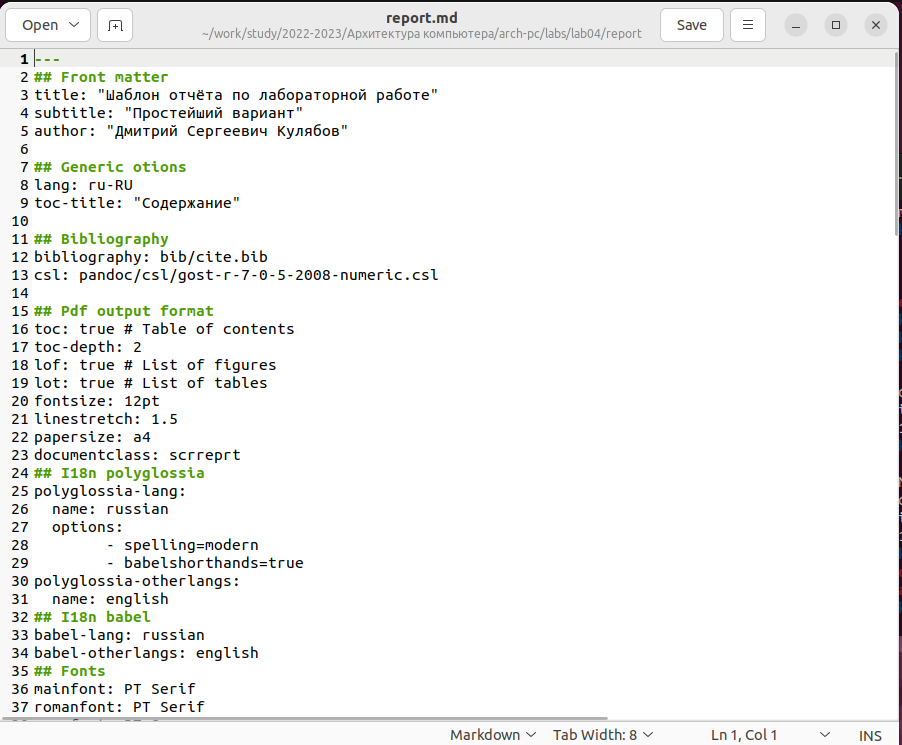 Open
report.md
~/work/study/2022-2023/Архитектура компьютера/arch-pc/labs/lab04/report
Save
1 ---
2 ## Front matter
3 title: "Шаблон отчёта по лабораторной работе"
4 subtitle: "Простейший вариант"
5 author: "Дмитрий Сергеевич Кулябов"
6
7 ## Generic otions
8 lang: ru-RU
9 toc-title: "Содержание"
10
11 ## Bibliography
12 bibliography: bib/cite.bib
13 csl: pandoc/csl/gost-r-7-0-5-2008-numeric.csl
14
15 ## Pdf output format
16 toc: true # Table of contents
17 toc-depth: 2
18 lof: true # List of figures
19 lot: true # List of tables
20 fontsize: 12pt
21 linestretch: 1.5
22 papersize: a4
23 documentclass: scrreprt
24 ## I18n polyglossia
25 polyglossia-lang:
26   name: russian
27   options:
28         - spelling=modern
29         - babelshorthands=true
30 polyglossia-otherlangs:
31   name: english
32 ## I18n babel
33 babel-lang: russian
34 babel-otherlangs: english
35 ## Fonts
36 mainfont: PT Serif
37 romanfont: PT Serif
Markdown
Tab Width: 8
Ln 1, Col 1
INS